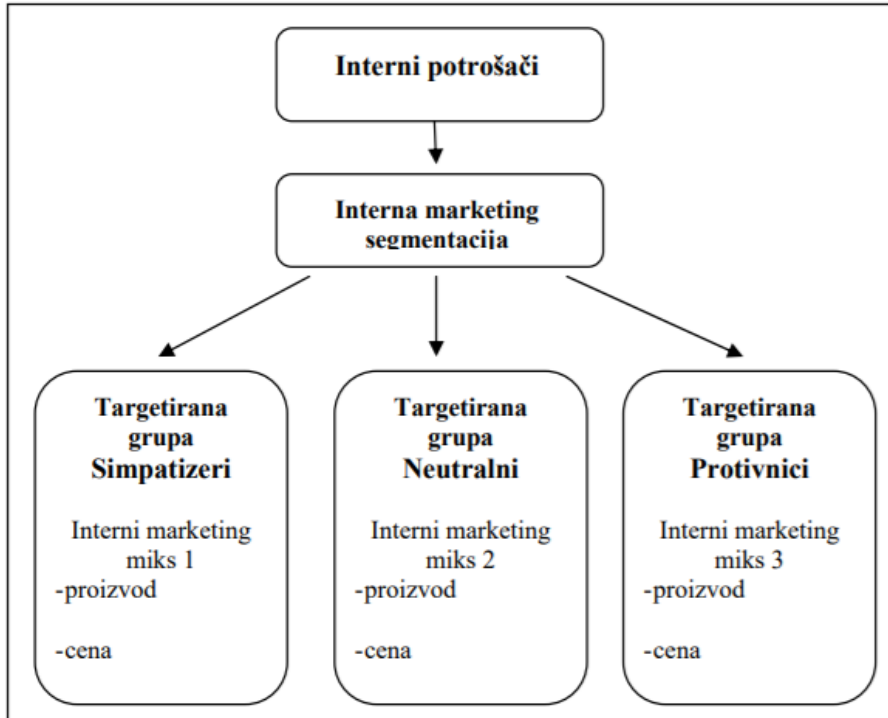 Interni potrošači
Interna marketing
segmentacija
Targetirana
grupa
Simpatizeri
Interni marketing
miks 1
-proizvod
-cena
Targetirana
grupa
Neutralni
Interni marketing
miks 2
-proizvod
-cena
Targetirana
grupa
Protivnici
Interni marketing
miks 3
-proizvod
-cena